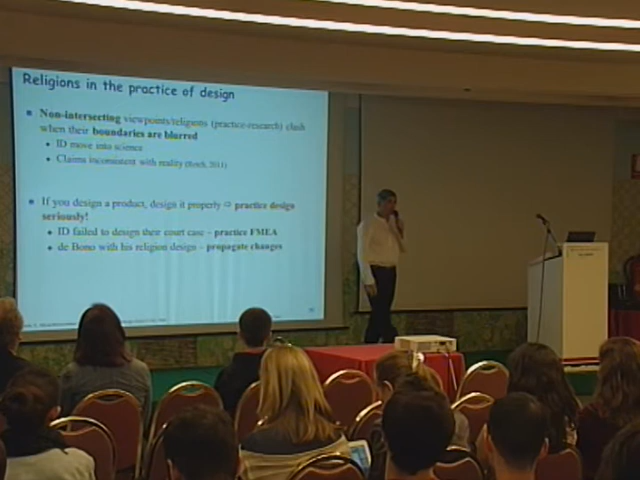 Religions in the practice of design
Non-intersecting viewpoints/religions (practice-research) clash
when their boundaries are blurred
ID move into science
Claims inconsistent with reality
If you design a product, design it properly ⇨ practice design
seriously!
ID failed to design their court case – practice FMEA
de Bono with his religion design – propagate changes